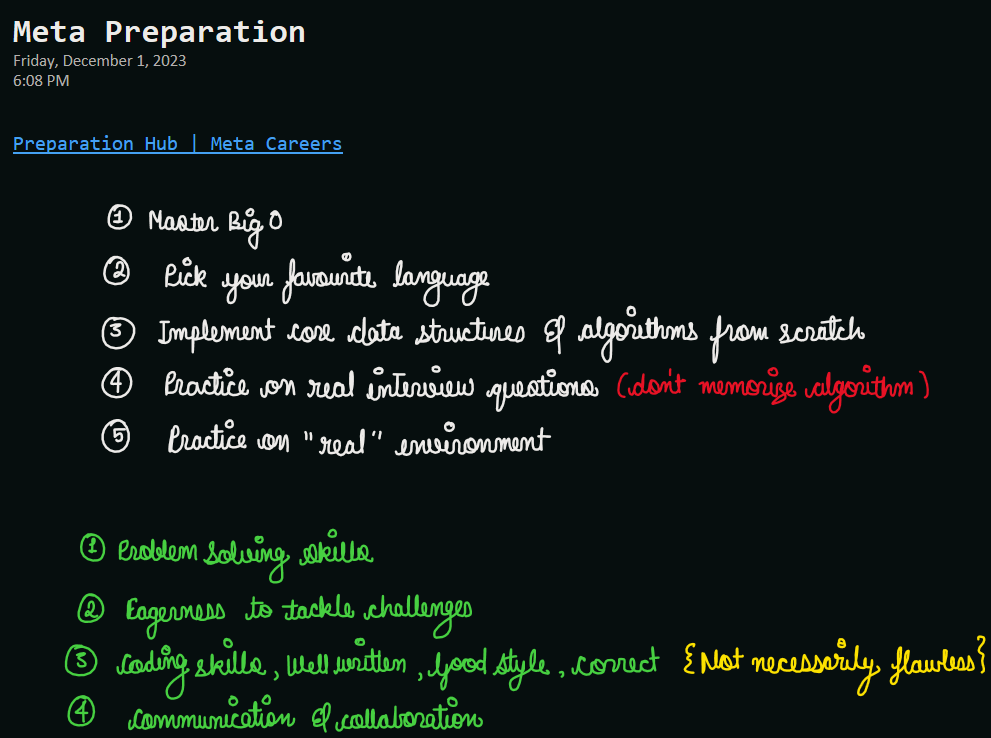 Meta Preparation
Friday, December 1, 2023
6:08 PM
Preparation Hub | Meta Careers
① Master Big O
② Pick your favourite language
③ Implement core data structures & algorithms from scratch
④ Practice on real interview questions (don't memorize algorithm)
⑤ Practice on "real" environment
① Problem solving skills
② Eagerness to tackle challenges
③ Coding skills, Well written, Good style, correct {Not necessarily flawless}
④ Communication & collaboration